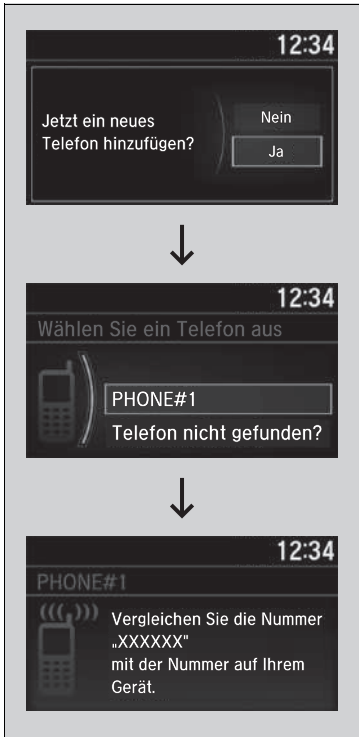 12:34
Jetzt ein neues
Telefon hinzufügen?
Nein
Ja
12:34
Wählen Sie ein Telefon aus
PHONE#1
Telefon nicht gefunden?
12:34
PHONE#1
Vergleichen Sie die Nummer
„XXXXXX"
mit der Nummer auf Ihrem
Gerät.